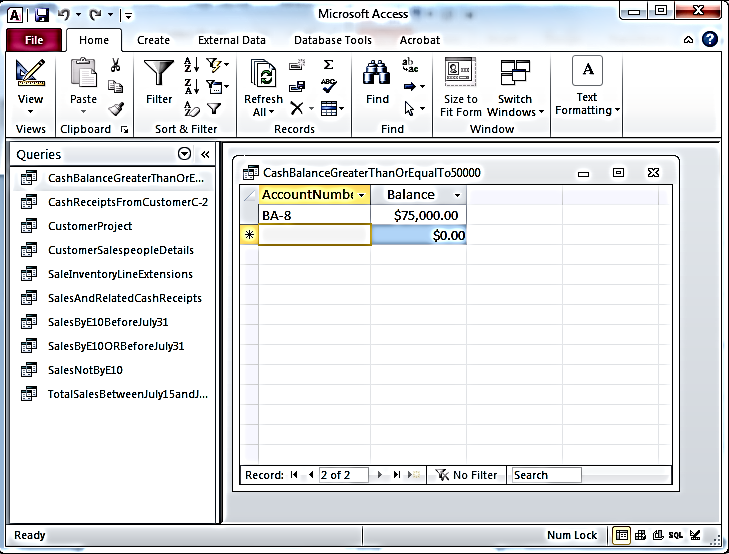 Microsoft Access
File Home Create External Data Database Tools Acrobat
View Paste Filter Refresh All Find Size to Fit Form Switch Windows Text Formatting
Views Clipboard Sort & Filter Records Find Window
Queries
CashBalanceGreaterThanOrE...
CashReceiptsFromCustomerC-2
CustomerProject
CustomerSalespeopleDetails
SaleInventoryLineExtensions
SalesAndRelatedCashReceipts
SalesByE10BeforeJuly31
SalesByE10ORBeforeJuly31
SalesNotByE10
TotalSalesBetweenJuly15andJ...
CashBalanceGreaterThanOrEqualTo50000
AccountNumbe Balance
BA-8 $75,000.00
$0.00
Record: 2 of 2 No Filter Search
Ready Num Lock SQL